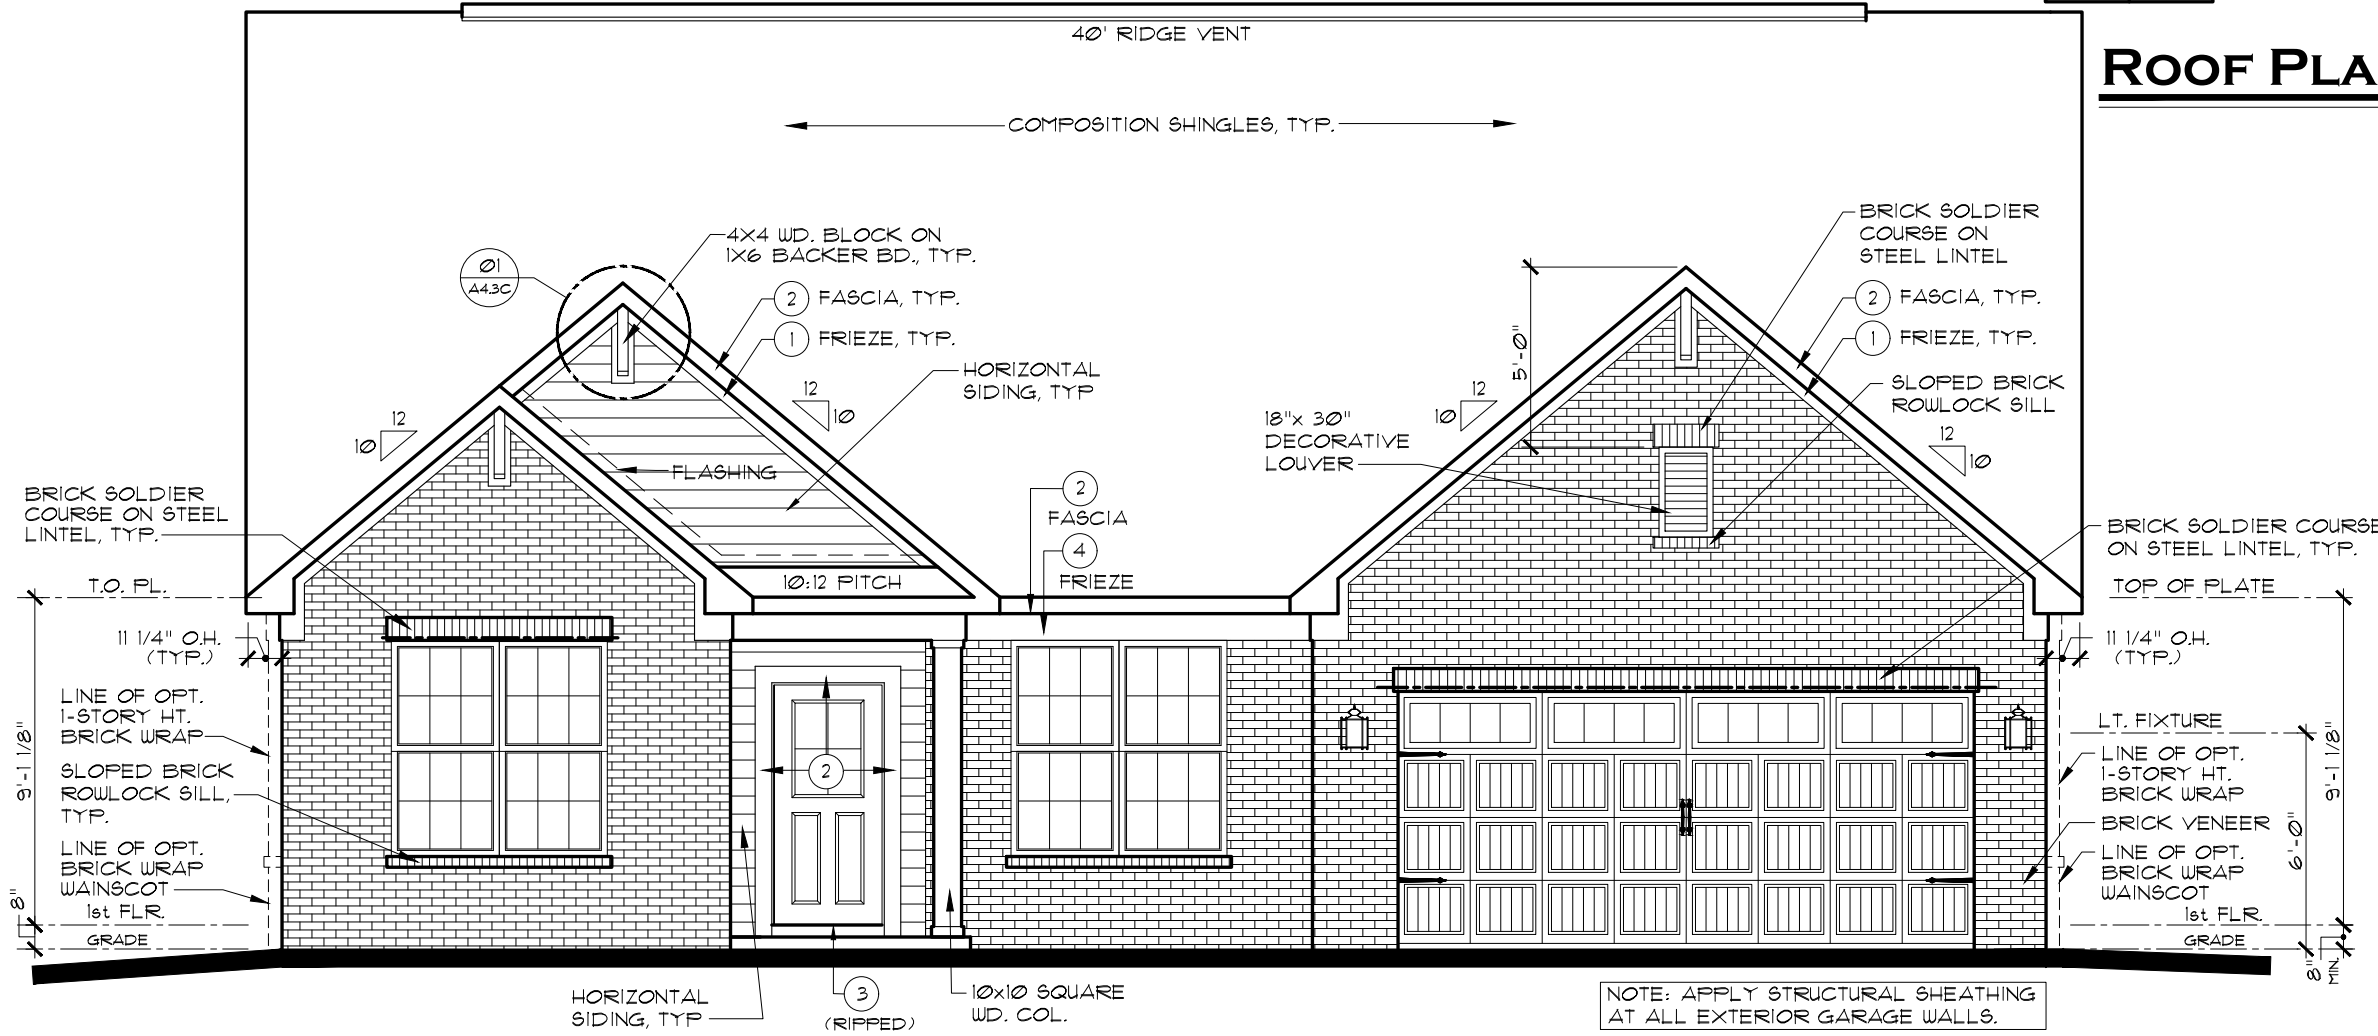 40' RIDGE VENT
ROOF PLA
COMPOSITION SHINGLES, TYP.
4X4 WD. BLOCK ON
1X6 BACKER BD., TYP.
Ø1
A4.3C
2 FASCIA, TYP.
1 FRIEZE, TYP.
HORIZONTAL
SIDING, TYP
12
10
12
10
FLASHING
10:12 PITCH
BRICK SOLDIER
COURSE ON STEEL
LINTEL, TYP.
T.O. PL.
11 1/4" O.H.
(TYP.)
LINE OF OPT.
1-STORY HT.
BRICK WRAP
9'-1 1/8"
SLOPED BRICK
ROWLOCK SILL,
TYP.
LINE OF OPT.
BRICK WRAP
WAINSCOT
8"
1st FLR.
GRADE
2
FASCIA
4
FRIEZE
2
HORIZONTAL
SIDING, TYP
3
(RIPPED)
10x10 SQUARE
WD. COL.
BRICK SOLDIER
COURSE ON
STEEL LINTEL
2 FASCIA, TYP.
1 FRIEZE, TYP.
SLOPED BRICK
ROWLOCK SILL
5'-0"
12
10
18"x 30"
DECORATIVE
LOUVER
12
10
BRICK SOLDIER COURSE
ON STEEL LINTEL, TYP.
TOP OF PLATE
11 1/4" O.H.
(TYP.)
LT. FIXTURE
LINE OF OPT.
1-STORY HT.
BRICK WRAP
BRICK VENEER
LINE OF OPT.
BRICK WRAP
WAINSCOT
6'-0"
9'-1 1/8"
1st FLR.
GRADE
8"
MIN.
NOTE: APPLY STRUCTURAL SHEATHING
AT ALL EXTERIOR GARAGE WALLS.